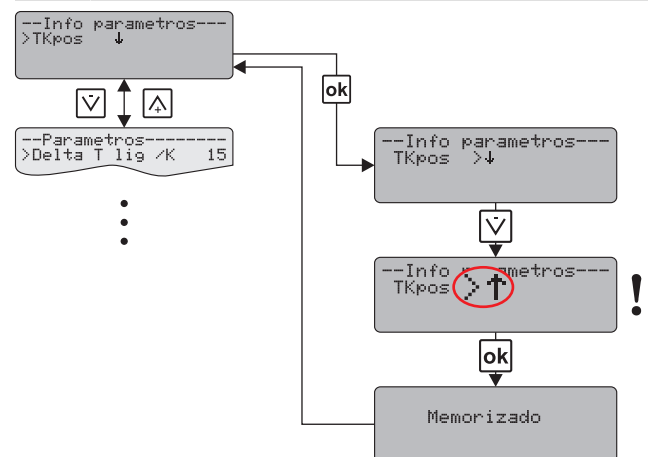 --Info parametros---
>TKpos ↓
ok
--Parametros--------
>Delta T lig /K 15
--Info parametros---
TKpos >↓
--Info parametros---
TKpos >↑
!
ok
Memorizado